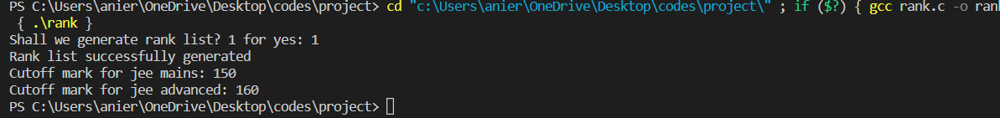 PS C:\Users\anier\OneDrive\Desktop\codes\project> cd "c:\Users\anier\OneDrive\Desktop\codes\project\" ; if ($?) { gcc rank.c -o ran
{ .\rank }
Shall we generate rank list? 1 for yes: 1
Rank list successfully generated
Cutoff mark for jee mains: 150
Cutoff mark for jee advanced: 160
PS C:\Users\anier\OneDrive\Desktop\codes\project>